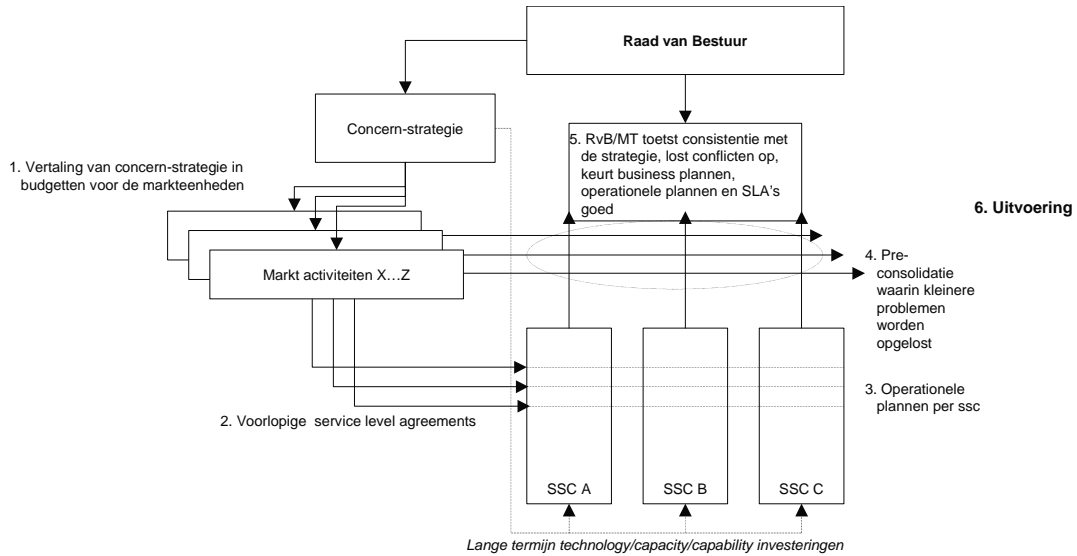 Raad van Bestuur
Concern-strategie
1. Vertaling van concern-strategie in
budgetten voor de markteenheden
5. RvB/MT toetst consistentie met
de strategie, lost conflicten op,
keurt business plannen,
operationele plannen en SLA's
goed
6. Uitvoering
Markt activiteiten X…Z
4. Pre-
consolidatie
waarin kleinere
problemen
worden
opgelost
3. Operationele
plannen per ssc
2. Voorlopige service level agreements
SSC A
SSC B
SSC C
Lange termijn technology/capacity/capability investeringen